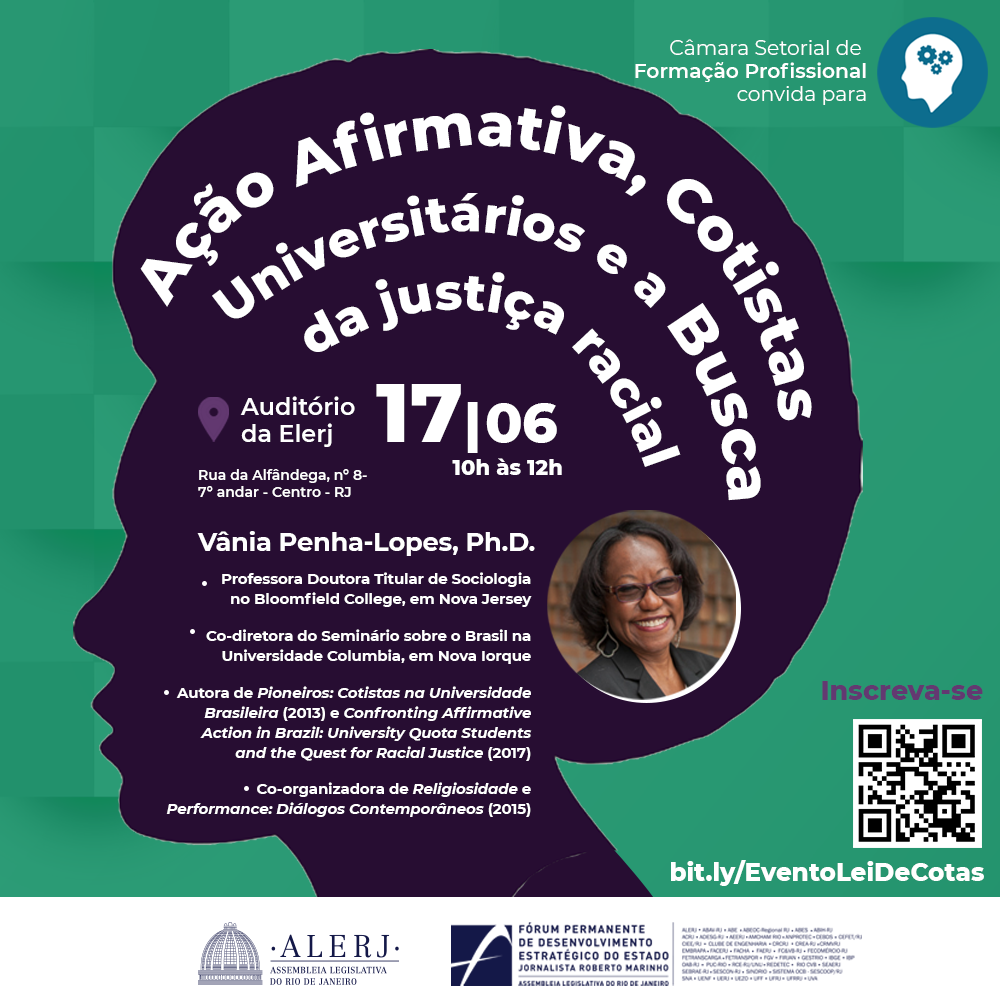 Câmara Setorial de
Formação Profissional
convida para
Ação Afirmativa, Cotistas
Universitários e a Busca
da justiça racial
Auditório
da Elerj
17|06
10h às 12h
Rua da Alfândega, nº 8-
7º andar - Centro - RJ
Vânia Penha-Lopes, Ph.D.
• Professora Doutora Titular de Sociologia
no Bloomfield College, em Nova Jersey
• Co-diretora do Seminário sobre o Brasil na
Universidade Columbia, em Nova Iorque
• Autora de Pioneiros: Cotistas na Universidade
Brasileira (2013) e Confronting Affirmative
Action in Brazil: University Quota Students
and the Quest for Racial Justice (2017)
• Co-organizadora de Religiosidade e
Performance: Diálogos Contemporâneos (2015)
Inscreva-se
bit.ly/EventoLeiDeCotas
·ALERJ·
ASSEMBLEIA LEGISLATIVA
DO RIO DE JANEIRO
FÓRUM PERMANENTE
DE DESENVOLVIMENTO
ESTRATÉGICO DO ESTADO
JORNALISTA ROBERTO MARINHO
ASSEMBLEIA LEGISLATIVA DO RIO DE JANEIRO